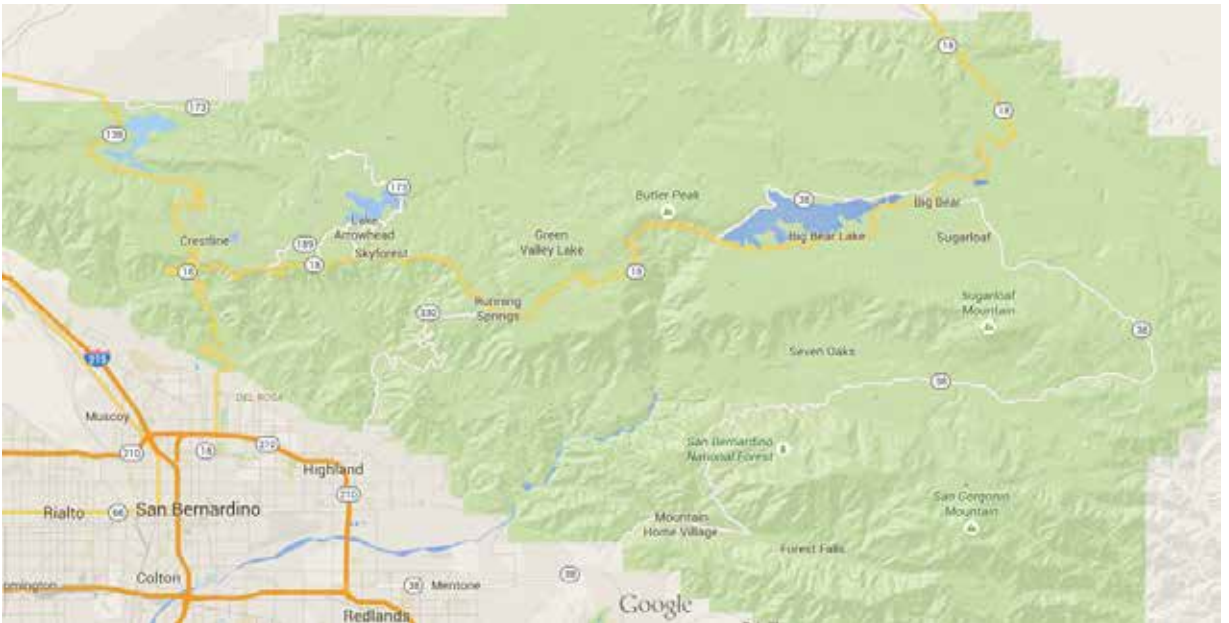 18
173
138
18
173
Butler Peak
38
Big Bear
Lake
Arrowhead
Crestline
189
Green
Valley Lake
Big Bear Lake
Sugarloaf
Skyforest
18
18
18
Running
Springs
Sugarloaf
Mountain
330
38
Seven Oaks
215
38
DEL ROSA
Muscoy
210
18
210
San Bernardino
National Forest
Highland
210
San Gorgonio
Mountain
Rialto
66
San Bernardino
Mountain
Home Village
Forest Falls
Colton
38
38
Mentone
Google
Redlands